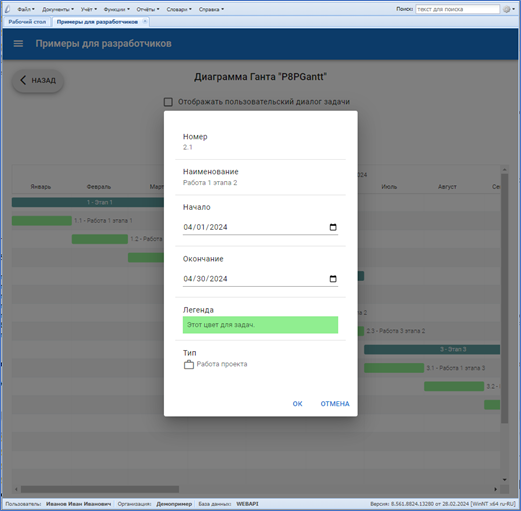 Файл Документы Учёт Функции Отчёты Словари Справка Поиск: текст для поиска
Рабочий стол Примеры для разработчиков
Примеры для разработчиков
НАЗАД
Диаграмма Ганта "P8PGantt"
Отображать пользовательский диалог задачи
Номер
2.1
Наименование
Работа 1 этапа 2
Начало
04/01/2024
Окончание
04/30/2024
Легенда
Этот цвет для задач.
Тип
Работа проекта
ОК ОТМЕНА
2024
Январь Февраль Март Июль Август Се
1 - Этап 1
1.1 - Работа 1 этапа 1
1.2 - Работа
2
2.3 - Работа 3 этапа 2
3 - Этап 3
3.1 - Работа 1 этапа 3
3.2 -
Пользователь: Иванов Иван Иванович Организация: Демопример База данных: WEBAPI Версия: 8.561.8824.13280 от 28.02.2024 [WinNT x64 ru-RU]